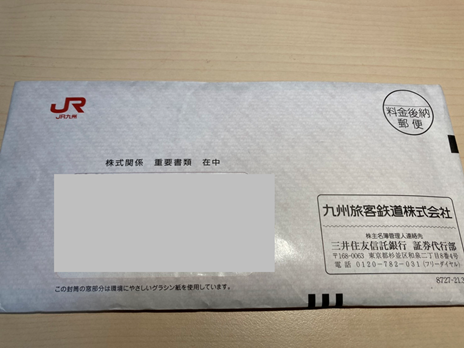 JR
JR九州
料金後納
郵便
株式関係 重要書類 在中
九州旅客鉄道株式会社
株主名簿管理人連絡先
三井住友信託銀行 証券代行部
〒168-0063 東京都杉並区和泉二丁目8番4号
電話 0120-782-031(フリーダイヤル)
8727-21.3
この封筒の窓部分は環境にやさしいグラシン紙を使用しています。